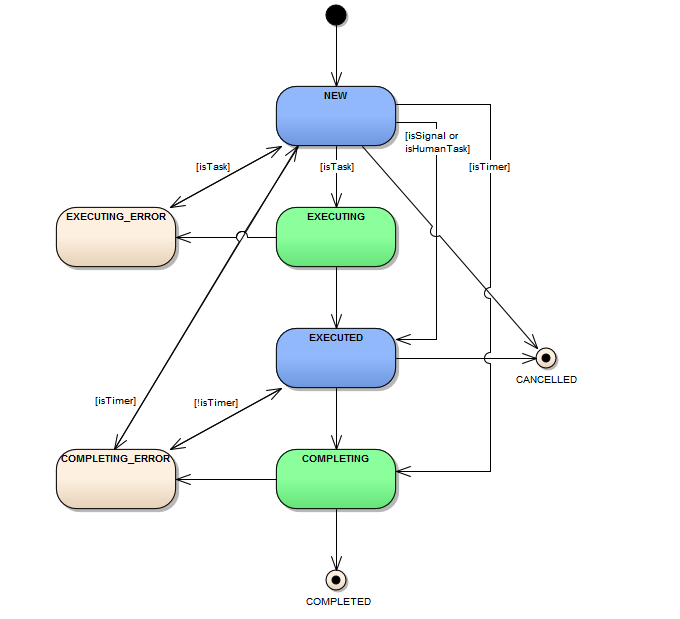 NEW
[isSignal or
isHumanTask]
[isTask]
[isTask]
[isTimer]
EXECUTING_ERROR
EXECUTING
EXECUTED
CANCELLED
[isTimer]
[!isTimer]
COMPLETING_ERROR
COMPLETING
COMPLETED